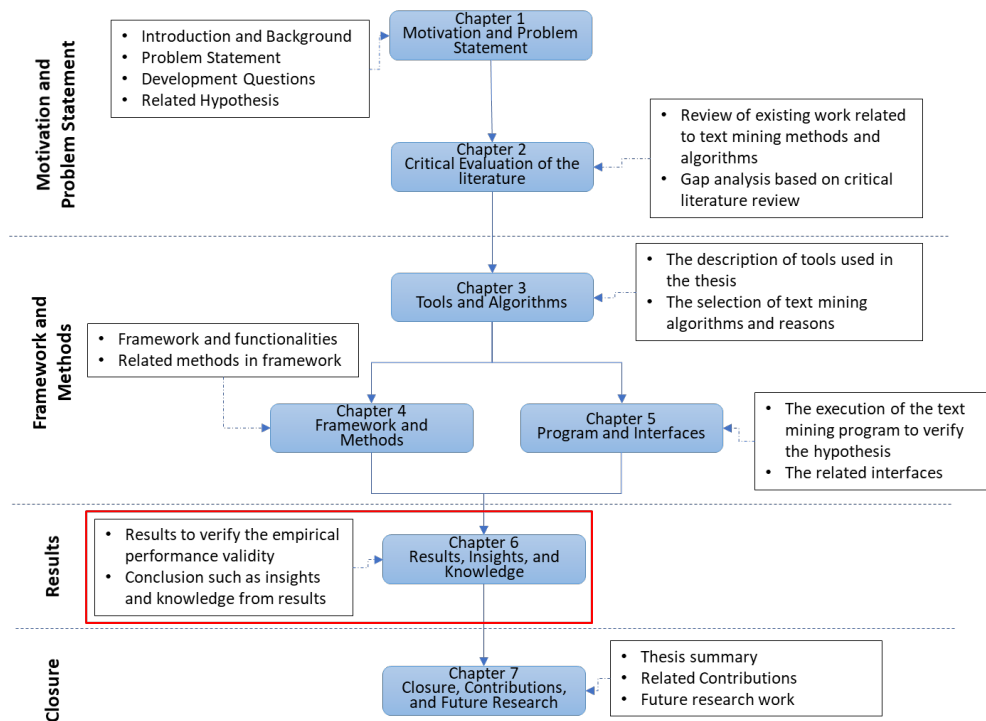 Motivation and
Problem Statement
Chapter 1
Motivation and Problem
Statement
• Introduction and Background
• Problem Statement
• Development Questions
• Related Hypothesis
Chapter 2
Critical Evaluation of the
literature
• Review of existing work related
to text mining methods and
algorithms
• Gap analysis based on critical
literature review
Framework and
Methods
Chapter 3
Tools and Algorithms
• The description of tools used in
the thesis
• The selection of text mining
algorithms and reasons
• Framework and functionalities
• Related methods in framework
Chapter 4
Framework and
Methods
Chapter 5
Program and Interfaces
• The execution of the text
mining program to verify
the hypothesis
• The related interfaces
Results
• Results to verify the empirical
performance validity
• Conclusion such as insights
and knowledge from results
Chapter 6
Results, Insights, and
Knowledge
Closure
Chapter 7
Closure, Contributions,
and Future Research
• Thesis summary
• Related Contributions
• Future research work